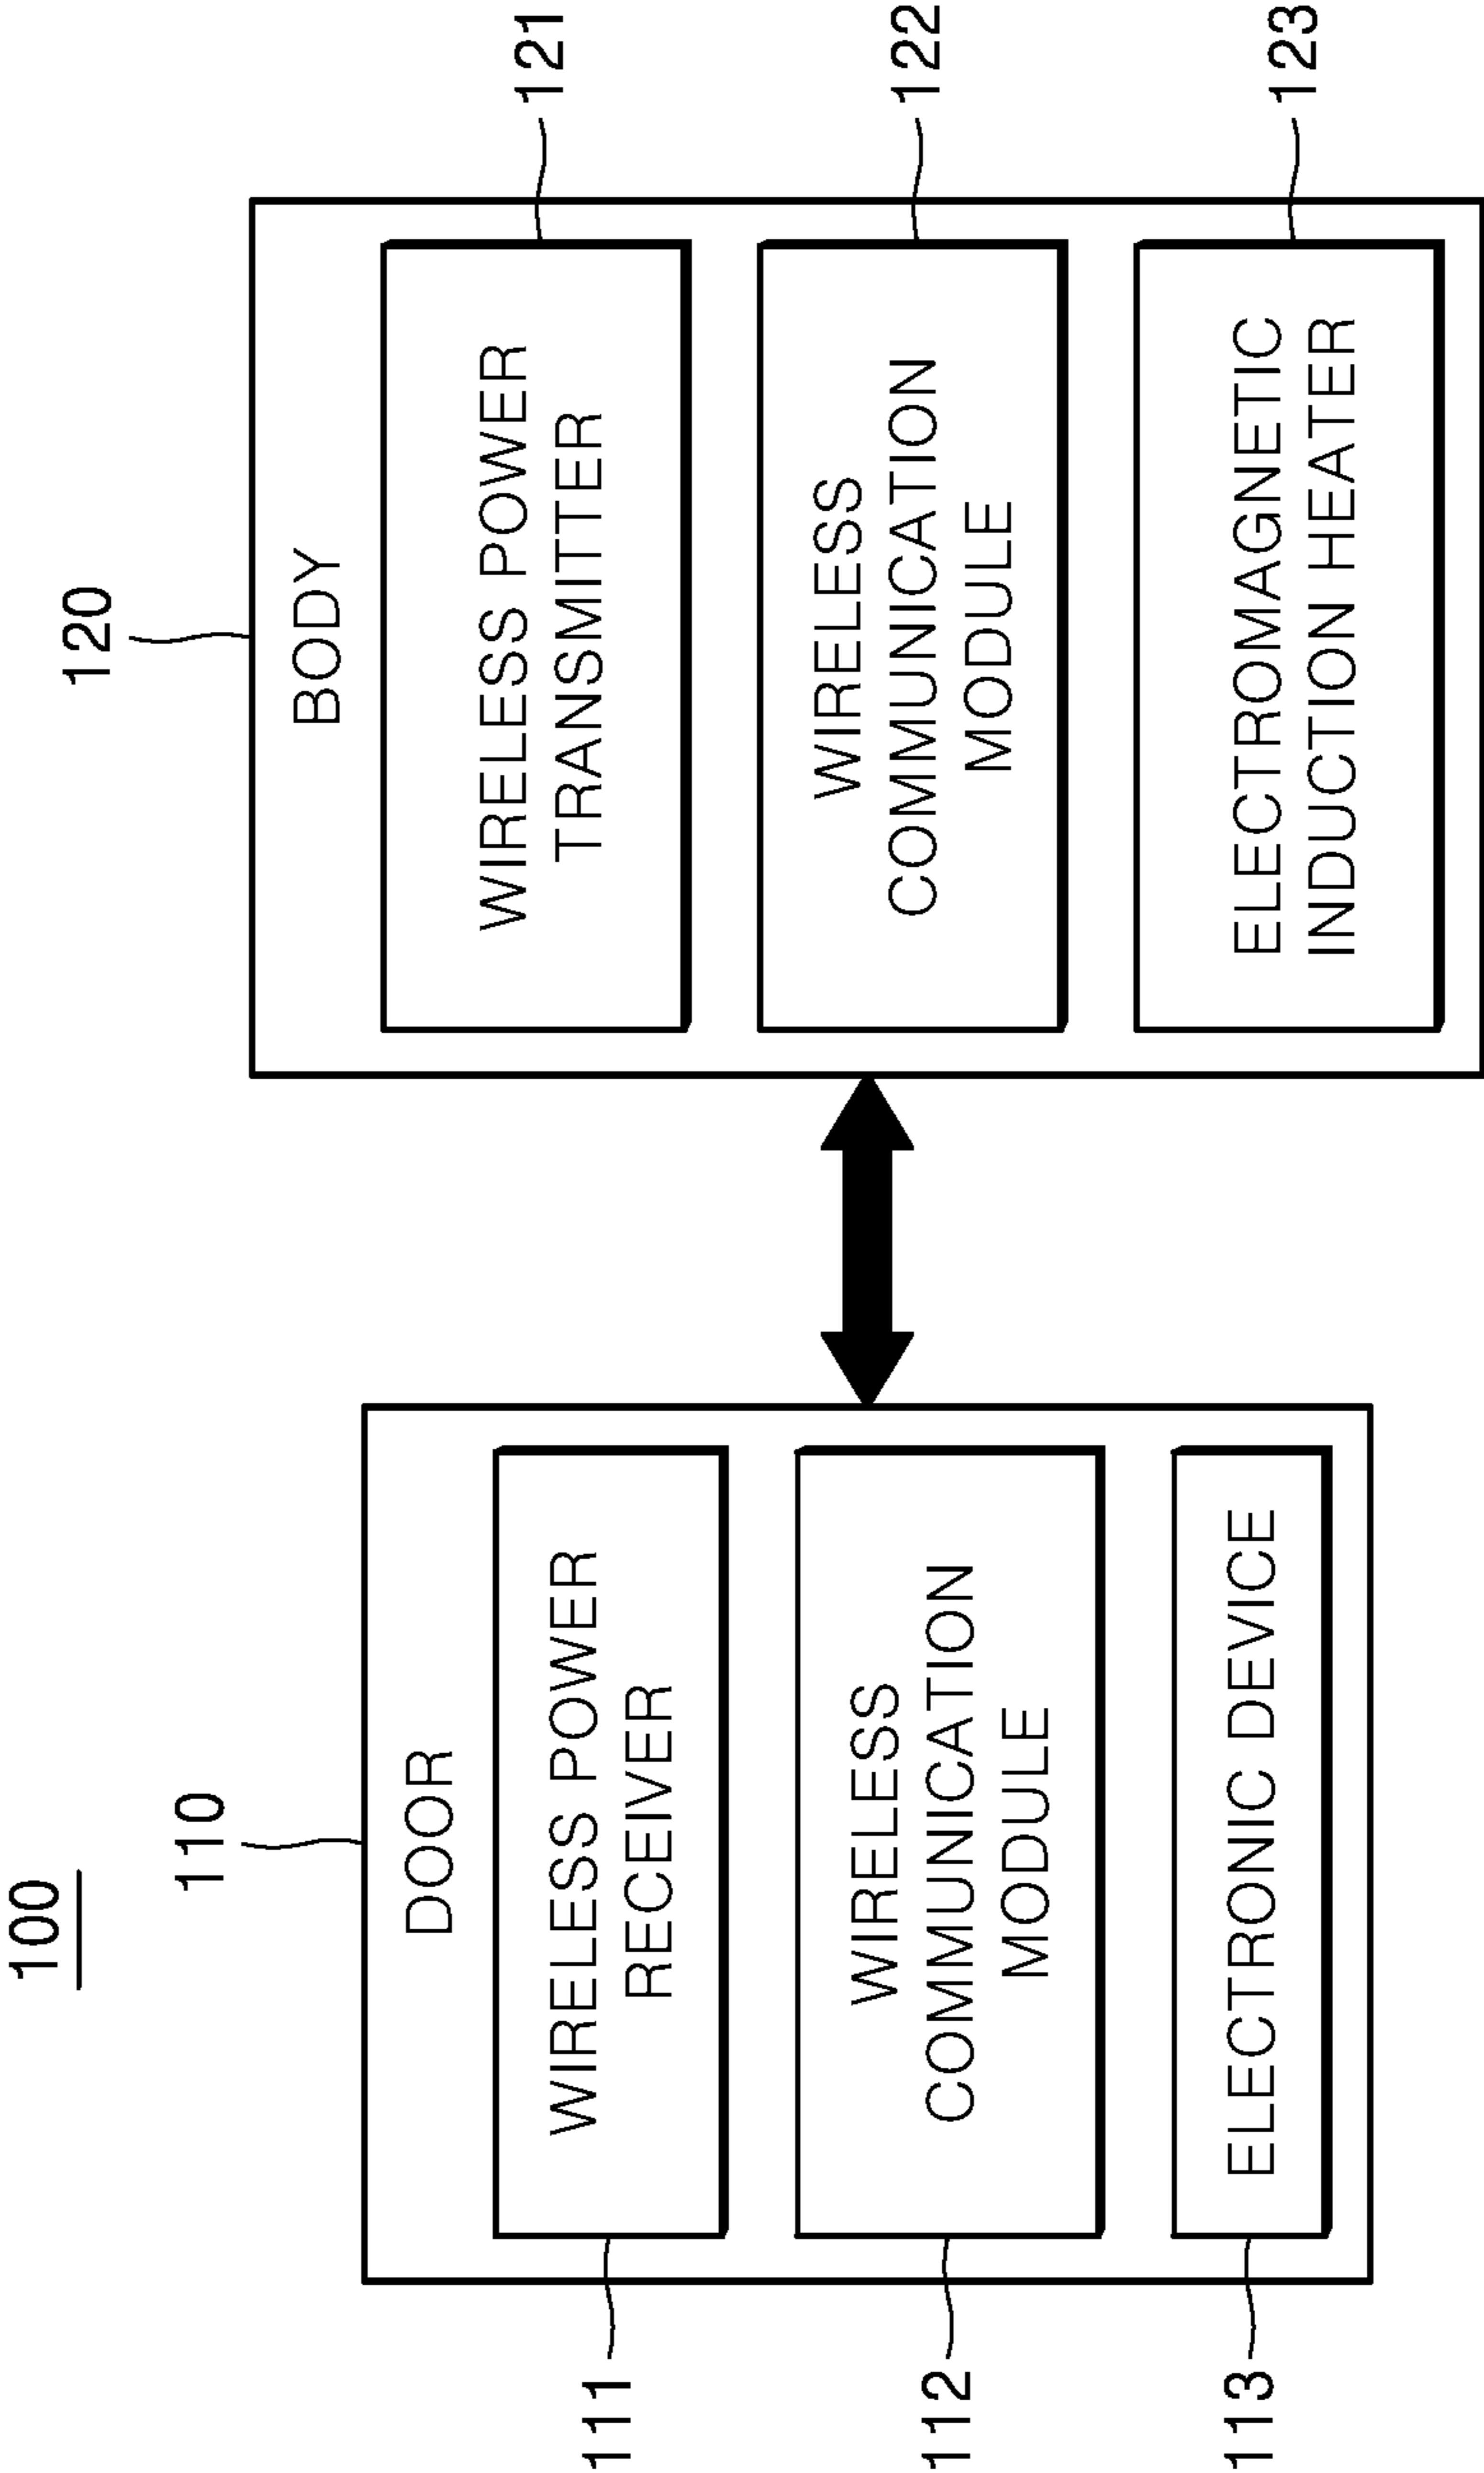 100
110
DOOR
111
WIRELESS POWER
RECEIVER
112
WIRELESS
COMMUNICATION
MODULE
113
ELECTRONIC DEVICE
120
BODY
WIRELESS POWER
TRANSMITTER
121
WIRELESS
COMMUNICATION
MODULE
122
ELECTROMAGNETIC
INDUCTION HEATER
123